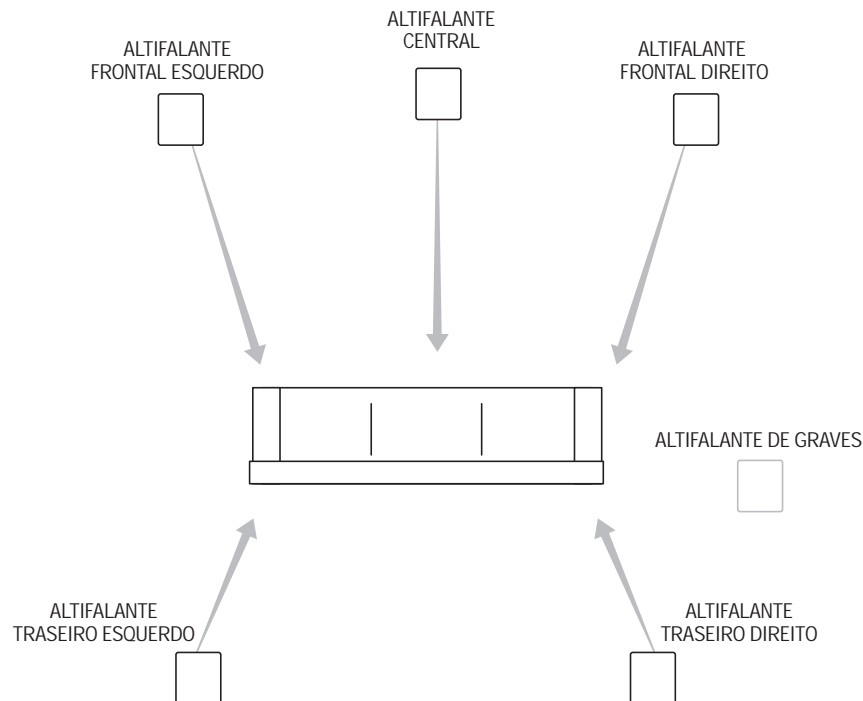 ALTIFALANTE
CENTRAL
ALTIFALANTE
FRONTAL ESQUERDO
ALTIFALANTE
FRONTAL DIREITO
ALTIFALANTE DE GRAVES
ALTIFALANTE
TRASEIRO ESQUERDO
ALTIFALANTE
TRASEIRO DIREITO